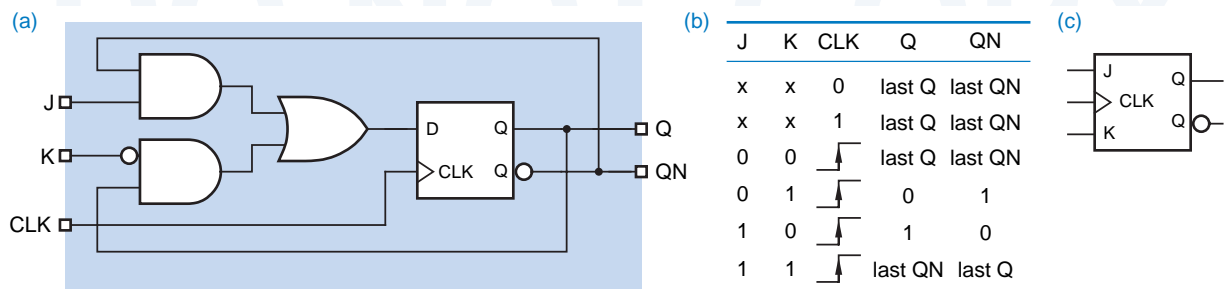 (a)
J
K
CLK
D
Q
CLK
Q
Q
QN
(b)
J K CLK Q QN
x x 0 last Q last QN
x x 1 last Q last QN
0 0 last Q last QN
0 1 0 1
1 0 1 0
1 1 last QN last Q
(c)
J
Q
CLK
K
Q